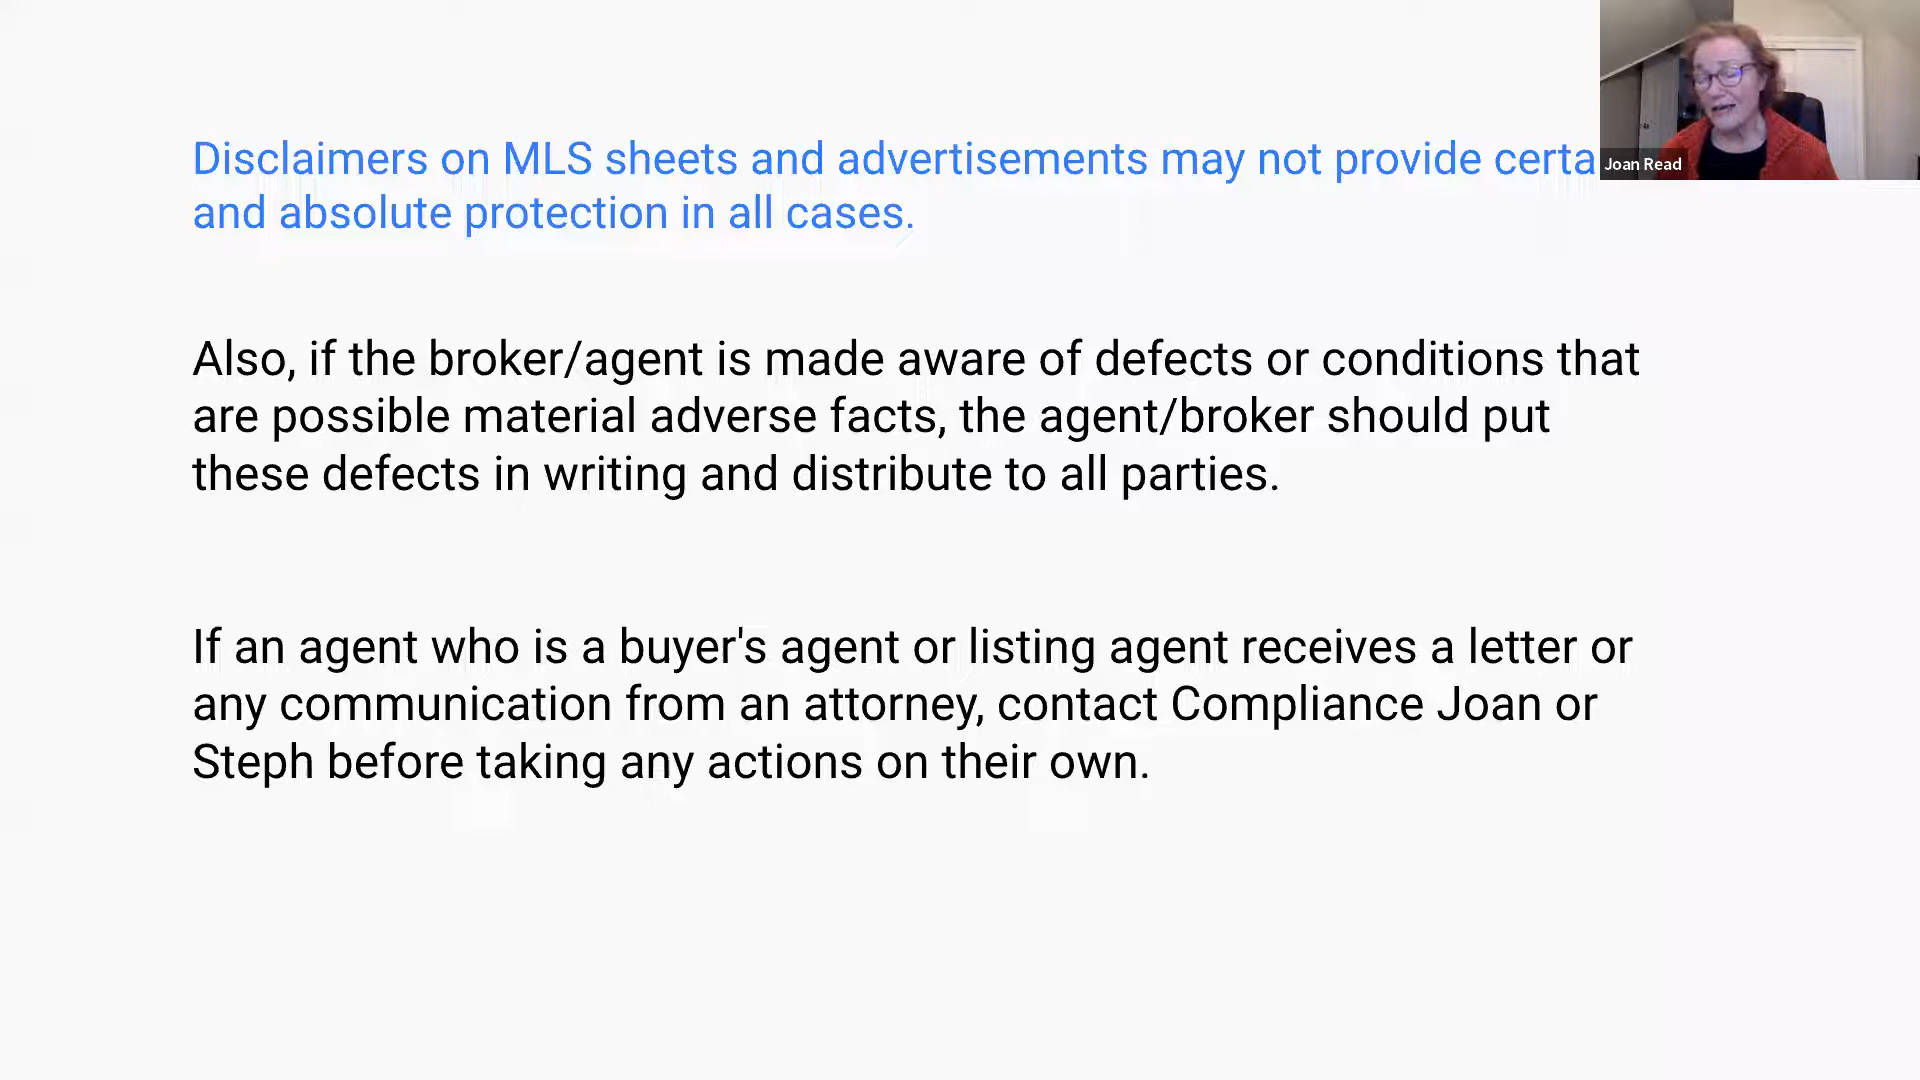 Disclaimers on MLS sheets and advertisements may not provide certa
and absolute protection in all cases.
Joan Read
Also, if the broker/agent is made aware of defects or conditions that
are possible material adverse facts, the agent/broker should put
these defects in writing and distribute to all parties.
If an agent who is a buyer's agent or listing agent receives a letter or
any communication from an attorney, contact Compliance Joan or
Steph before taking any actions on their own.